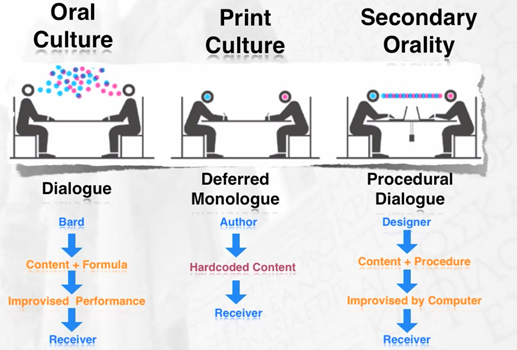 Oral
Culture
Print
Culture
Secondary
Orality
Dialogue
Deferred
Monologue
Procedural
Dialogue
Bard
Content + Formula
Improvised Performance
Receiver
Author
Hardcoded Content
Receiver
Designer
Content + Procedure
Improvised by Computer
Receiver